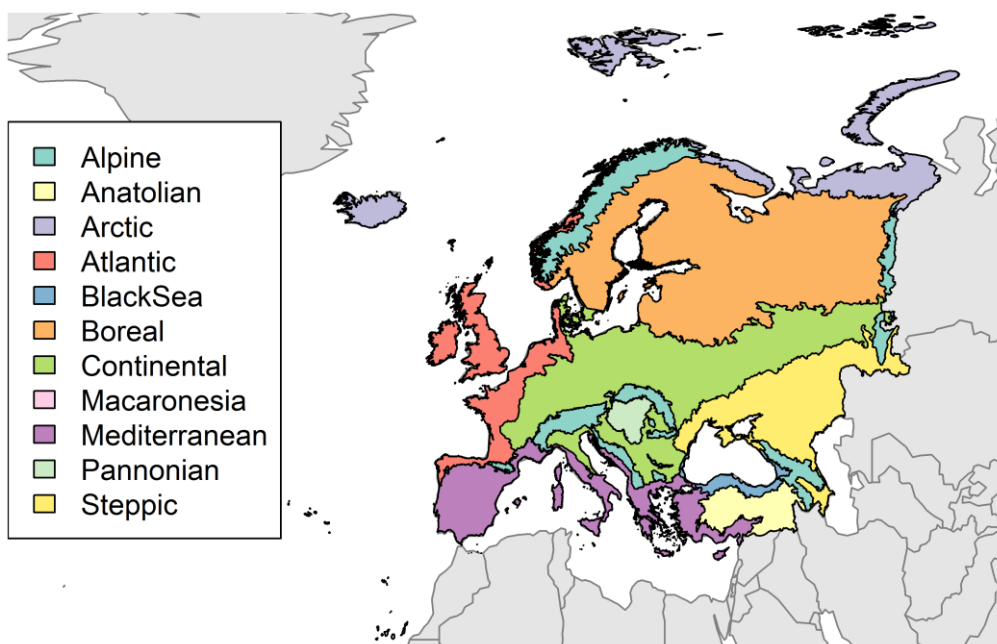 Alpine
Anatolian
Arctic
Atlantic
BlackSea
Boreal
Continental
Macaronesia
Mediterranean
Pannonian
Steppic